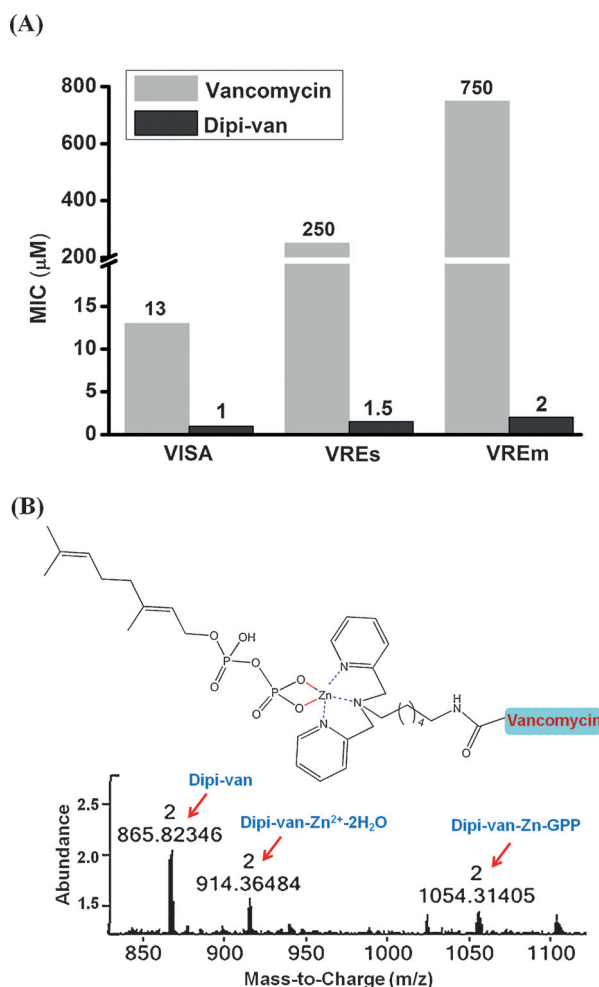 (A)
Vancomycin
Dipi-van
MIC (μM)
800
600
400
200
15
10
5
0
13
1
250
1.5
750
2
VISA
VREs
VREm
(B)
O
OH
P
O
O
P
O
O
O
Zn
N
N
N
4
H
N
O
Vancomycin
Dipi-van
2
865.82346
Dipi-van-Zn²⁺-2H₂O
2
914.36484
Dipi-van-Zn-GPP
2
1054.31405
Abundance
2.5
2.0
1.5
850
900
950
1000
1050
1100
Mass-to-Charge (m/z)